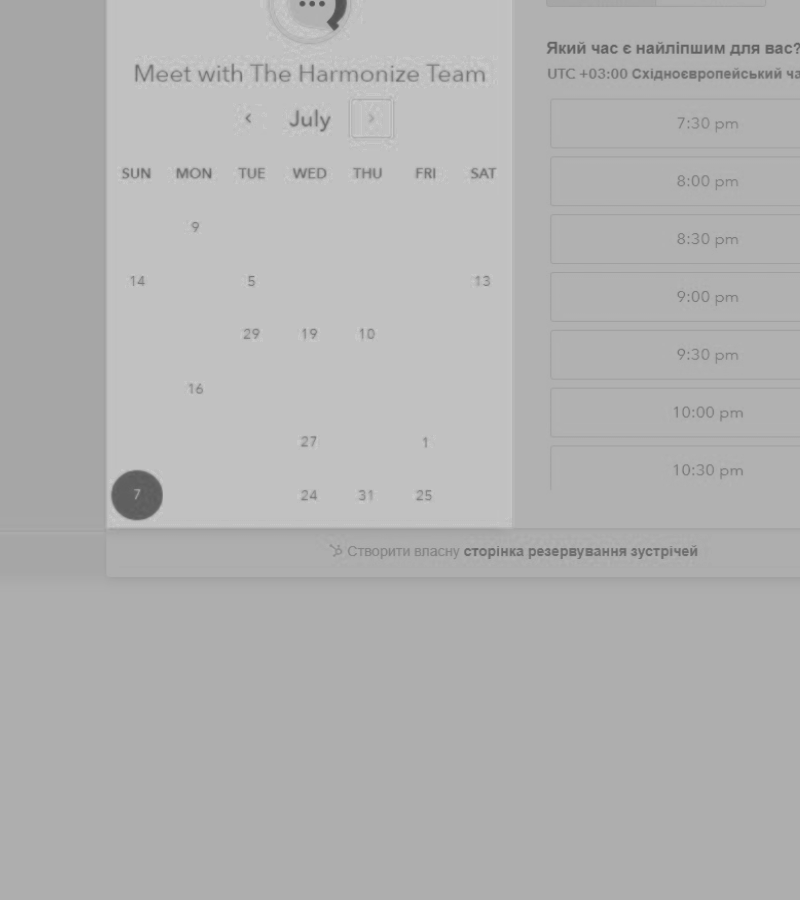 Meet with The Harmonize Team
‹ July ›
SUN MON TUE WED THU FRI SAT
9
14 5 13
29 19 10
16
27 1
7 24 31 25
Який час є найліпшим для вас?
UTC +03:00 Східноєвропейський
7:30 pm
8:00 pm
8:30 pm
9:00 pm
9:30 pm
10:00 pm
10:30 pm
Створити власну сторінка резервування зустрічей